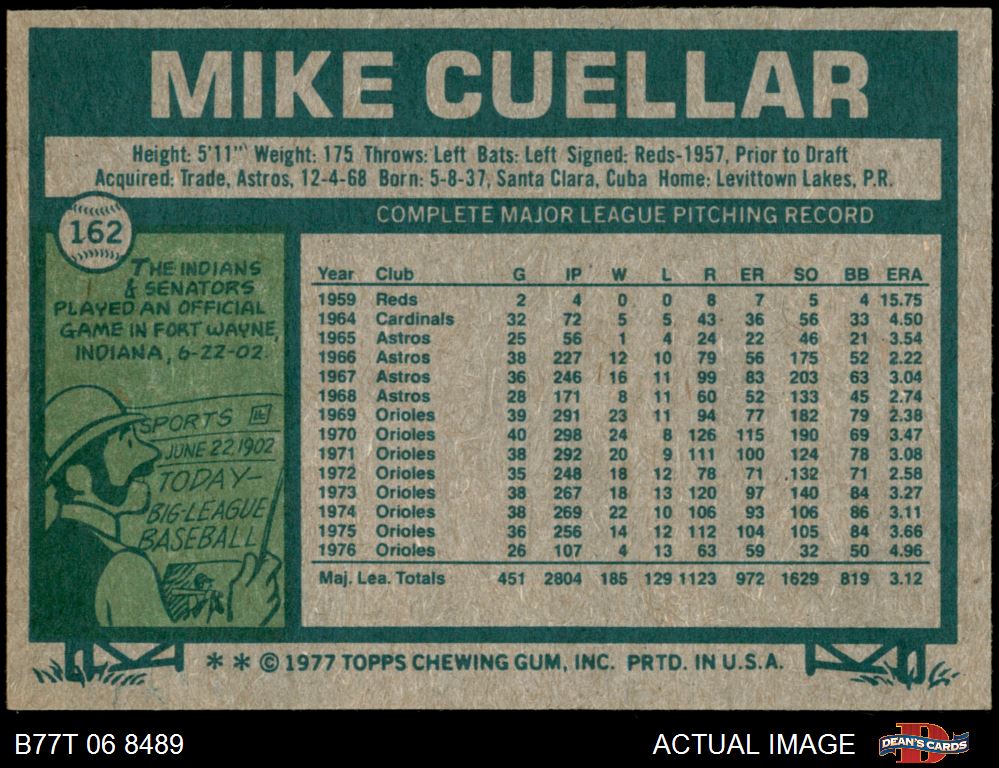 MIKE CUELLAR
Height: 5'11" Weight: 175 Throws: Left Bats: Left Signed: Reds-1957, Prior to Draft
Acquired: Trade, Astros, 12-4-68 Born: 5-8-37, Santa Clara, Cuba Home: Levittown Lakes, P.R.
162
COMPLETE MAJOR LEAGUE PITCHING RECORD
THE INDIANS
& SENATORS
PLAYED AN OFFICIAL
GAME IN FORT WAYNE,
INDIANA, 6-22-02.
SPORTS
JUNE 22, 1902
TODAY-
BIG-LEAGUE
BASEBALL
Year Club G IP W L R ER SO BB ERA
1959 Reds 2 4 0 0 8 7 5 4 15.75
1964 Cardinals 32 72 5 5 43 36 56 33 4.50
1965 Astros 25 56 1 4 24 22 46 21 3.54
1966 Astros 38 227 12 10 79 56 175 52 2.22
1967 Astros 36 246 16 11 99 83 203 63 3.04
1968 Astros 28 171 8 11 60 52 133 45 2.74
1969 Orioles 39 291 23 11 94 77 182 79 2.38
1970 Orioles 40 298 24 8 126 115 190 69 3.47
1971 Orioles 38 292 20 9 111 100 124 78 3.08
1972 Orioles 35 248 18 12 78 71 132 71 2.58
1973 Orioles 38 267 18 13 120 97 140 84 3.27
1974 Orioles 38 269 22 10 106 93 106 86 3.11
1975 Orioles 36 256 14 12 112 104 105 84 3.66
1976 Orioles 26 107 4 13 63 59 32 50 4.96
Maj. Lea. Totals 451 2804 185 129 1123 972 1629 819 3.12
* * © 1977 TOPPS CHEWING GUM, INC. PRTD. IN U.S.A.
B77T 06 8489
ACTUAL IMAGE
DEAN'S CARDS